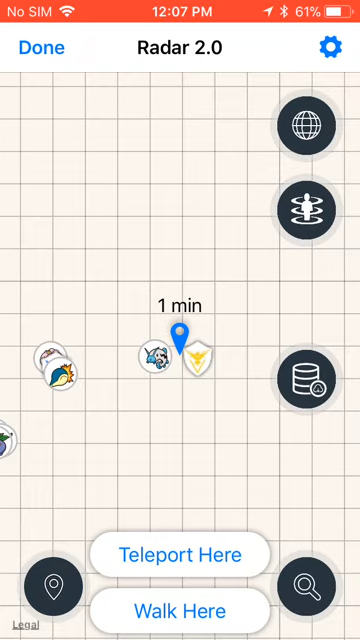 No SIM 12:07 PM 61%
Done Radar 2.0
1 min
Teleport Here
Walk Here
Legal